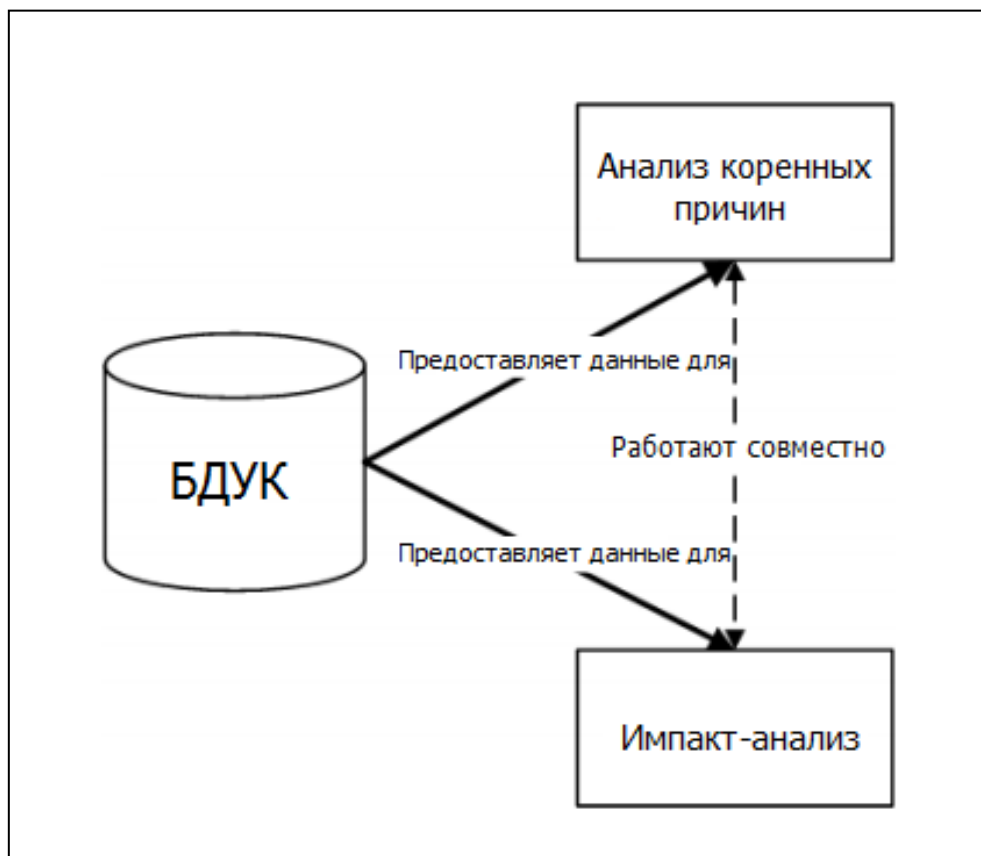 Анализ коренных
причин
Предоставляет данные для
Работают совместно
БДУК
Предоставляет данные для
Импакт-анализ